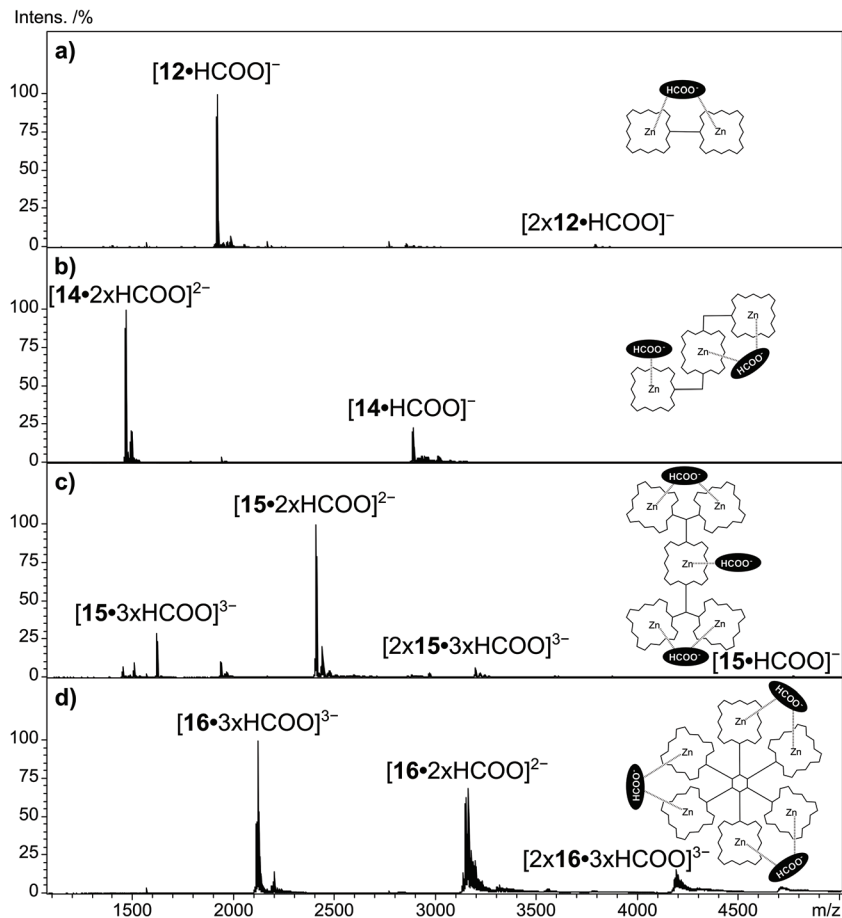 Intens. /%
a)
[12•HCOO]⁻
HCOO⁻
Zn Zn
[2x12•HCOO]⁻
100
75
50
25
0
b)
[14•2xHCOO]²⁻
Zn
HCOO⁻
Zn
HCOO⁻
Zn
[14•HCOO]⁻
100
75
50
25
0
c)
HCOO⁻
Zn Zn
[15•2xHCOO]²⁻
Zn HCOO⁻
[15•3xHCOO]³⁻
Zn Zn
[2x15•3xHCOO]³⁻
HCOO⁻
[15•HCOO]⁻
100
75
50
25
0
d)
HCOO⁻
[16•3xHCOO]³⁻
Zn
Zn Zn
[16•2xHCOO]²⁻
HCOO⁻
Zn Zn
Zn
[2x16•3xHCOO]³⁻
HCOO⁻
100
75
50
25
0
1500 2000 2500 3000 3500 4000 4500 m/z